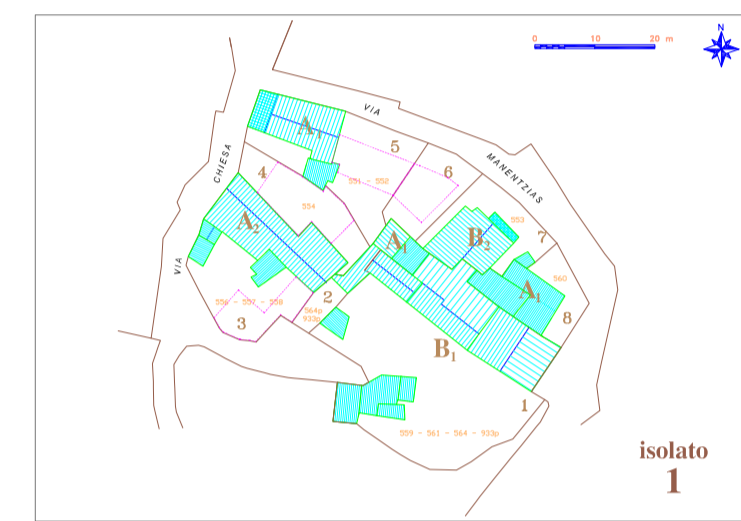 N
0 10 20 m
VIA
MANENTZIAS
VIA CHIESA
A₁
5
551 - 552
6
4
554
A₂
A₁
B₂
553
7
560
A₁
8
556 - 557 - 558
3
2
564p
933p
B₁
1
559 - 561 - 564 - 933p
isolato
1